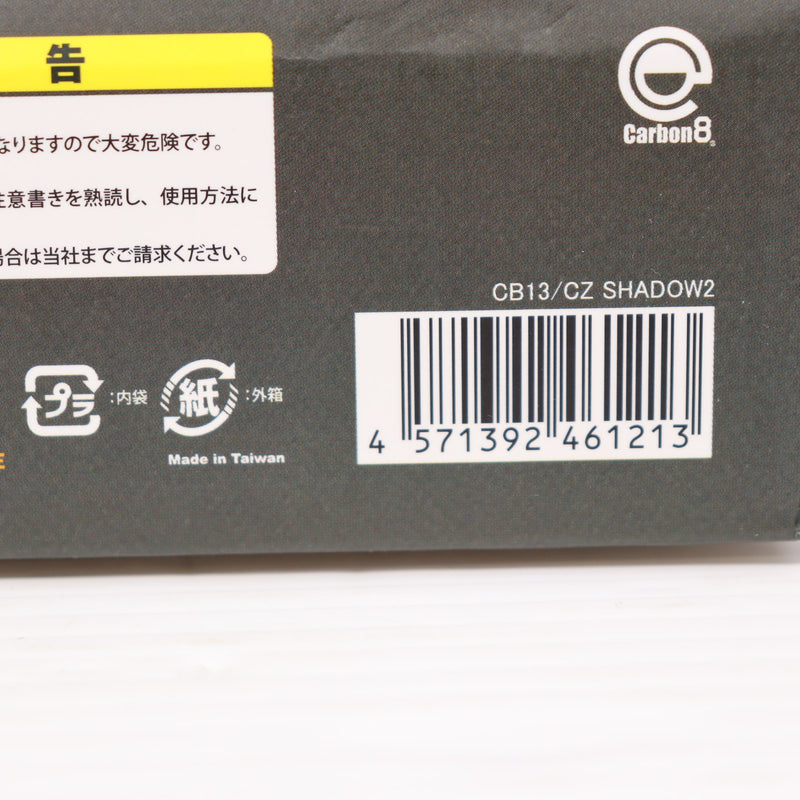 告
なりますので大変危険です。
注意書きを熟読し、使用方法に
場合は当社までご請求ください。
Carbon8
CB13/CZ SHADOW2
プラ
:内袋
紙
:外箱
Made in Taiwan
E
4 571392 461213